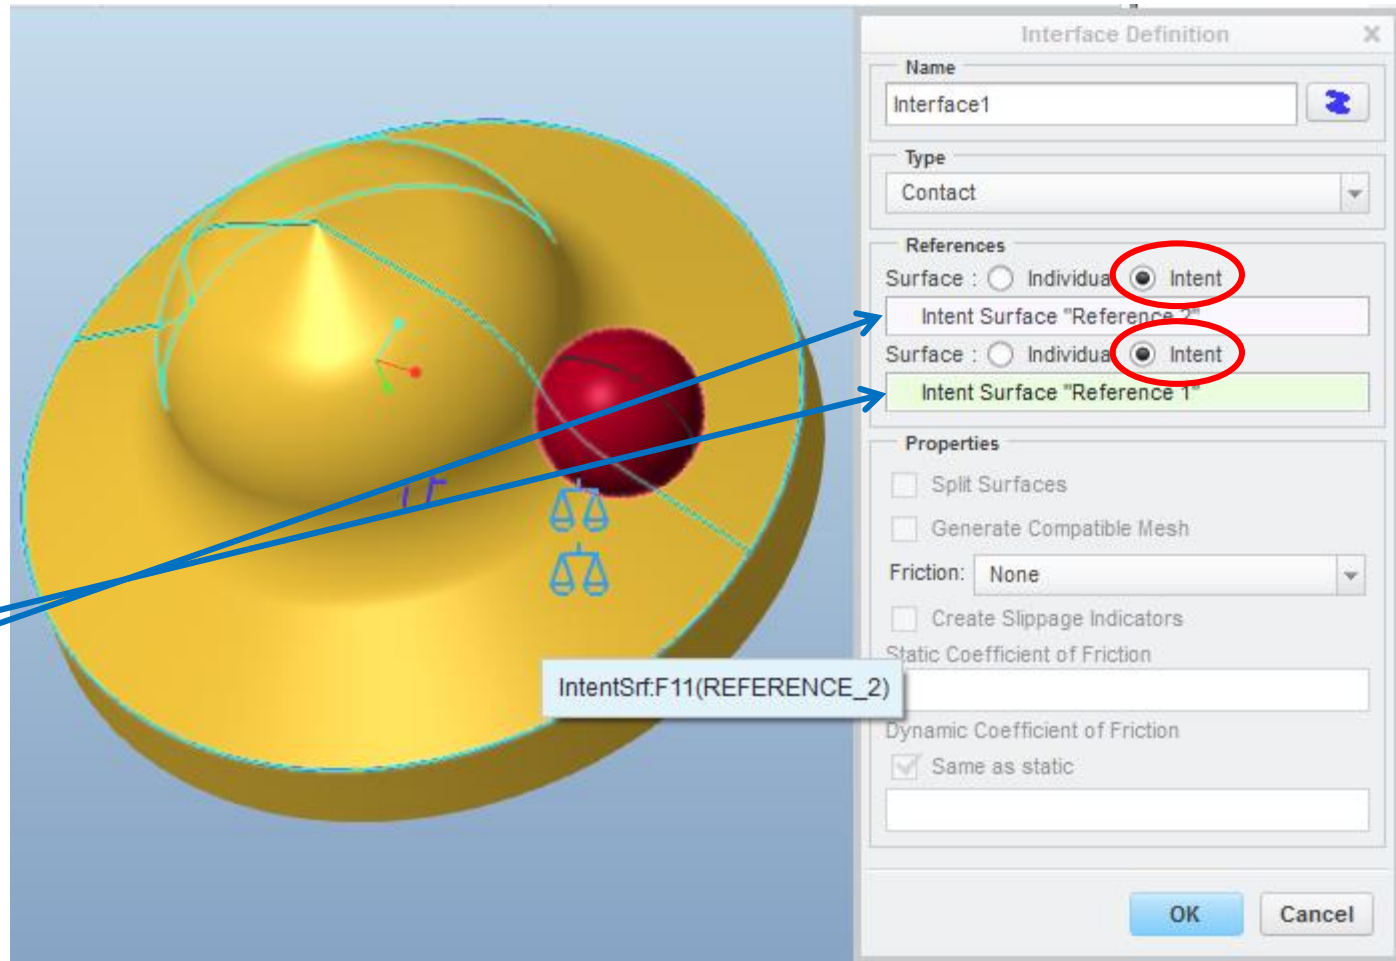 Interface Definition
Name
Interface1
Type
Contact
References
Surface : Individual Intent
Intent Surface "Reference 2"
Surface : Individual Intent
Intent Surface "Reference 1"
Properties
Split Surfaces
Generate Compatible Mesh
Friction: None
Create Slippage Indicators
Static Coefficient of Friction
IntentSrf:F11(REFERENCE_2)
Dynamic Coefficient of Friction
Same as static
OK Cancel